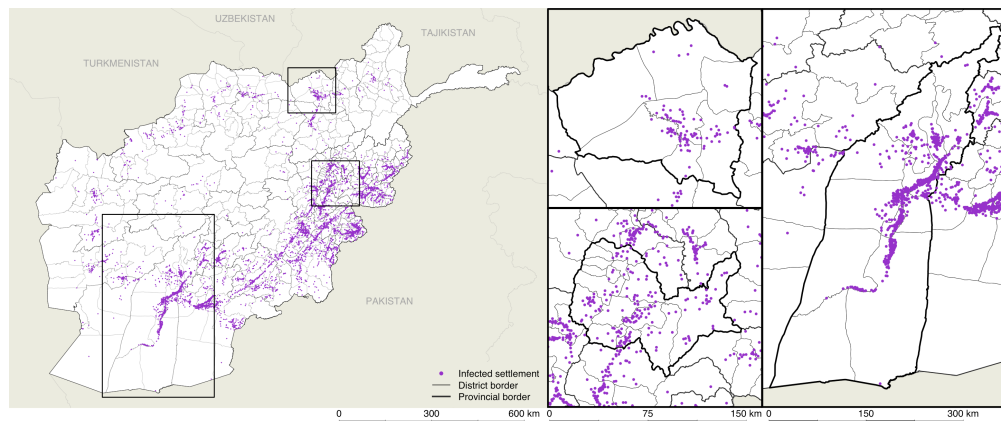 UZBEKISTAN
TAJIKISTAN
TURKMENISTAN
PAKISTAN
Infected settlement
District border
Provincial border
0 300 600 km
0 75 150 km
0 150 300 km